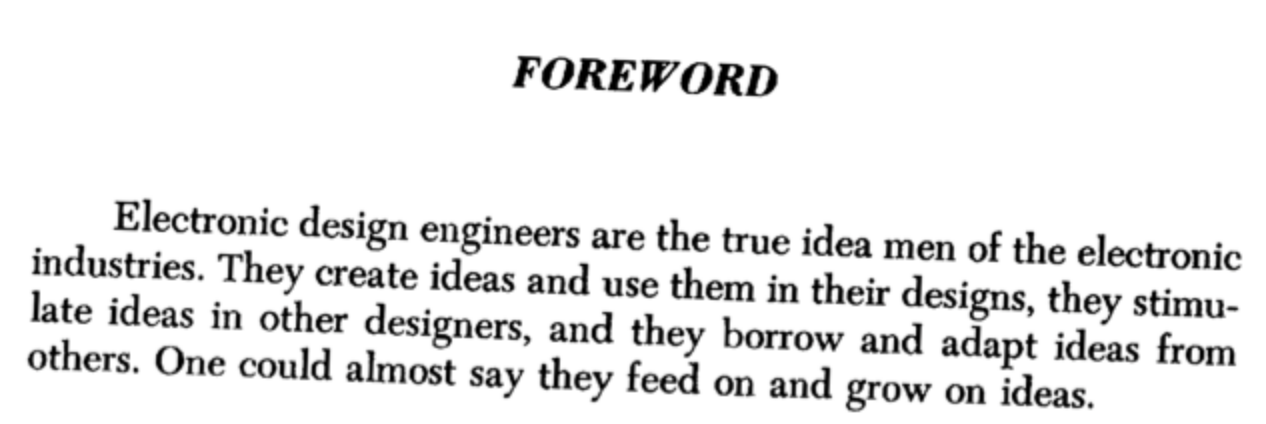 FOREWORD
Electronic design engineers are the true idea men of the electronic
industries. They create ideas and use them in their designs, they stimu-
late ideas in other designers, and they borrow and adapt ideas from
others. One could almost say they feed on and grow on ideas.